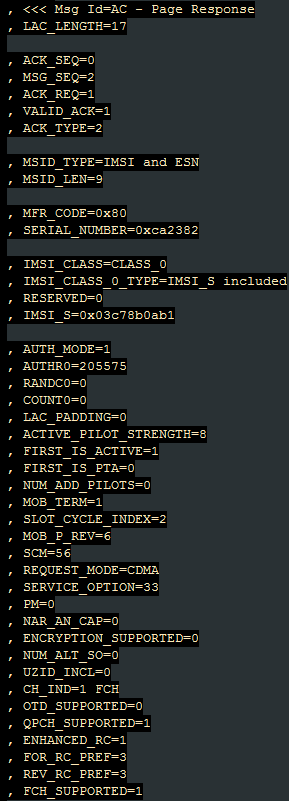 , <<< Msg Id=AC - Page Response
, LAC_LENGTH=17
, ACK_SEQ=0
, MSG_SEQ=2
, ACK_REQ=1
, VALID_ACK=1
, ACK_TYPE=2
, MSID_TYPE=IMSI and ESN
, MSID_LEN=9
, MFR_CODE=0x80
, SERIAL_NUMBER=0xca2382
, IMSI_CLASS=CLASS_0
, IMSI_CLASS_0_TYPE=IMSI_S included
, RESERVED=0
, IMSI_S=0x03c78b0ab1
, AUTH_MODE=1
, AUTHR0=205575
, RANDC0=0
, COUNT0=0
, LAC_PADDING=0
, ACTIVE_PILOT_STRENGTH=8
, FIRST_IS_ACTIVE=1
, FIRST_IS_PTA=0
, NUM_ADD_PILOTS=0
, MOB_TERM=1
, SLOT_CYCLE_INDEX=2
, MOB_P_REV=6
, SCM=56
, REQUEST_MODE=CDMA
, SERVICE_OPTION=33
, PM=0
, NAR_AN_CAP=0
, ENCRYPTION_SUPPORTED=0
, NUM_ALT_SO=0
, UZID_INCL=0
, CH_IND=1 FCH
, OTD_SUPPORTED=0
, QPCH_SUPPORTED=1
, ENHANCED_RC=1
, FOR_RC_PREF=3
, REV_RC_PREF=3
, FCH_SUPPORTED=1